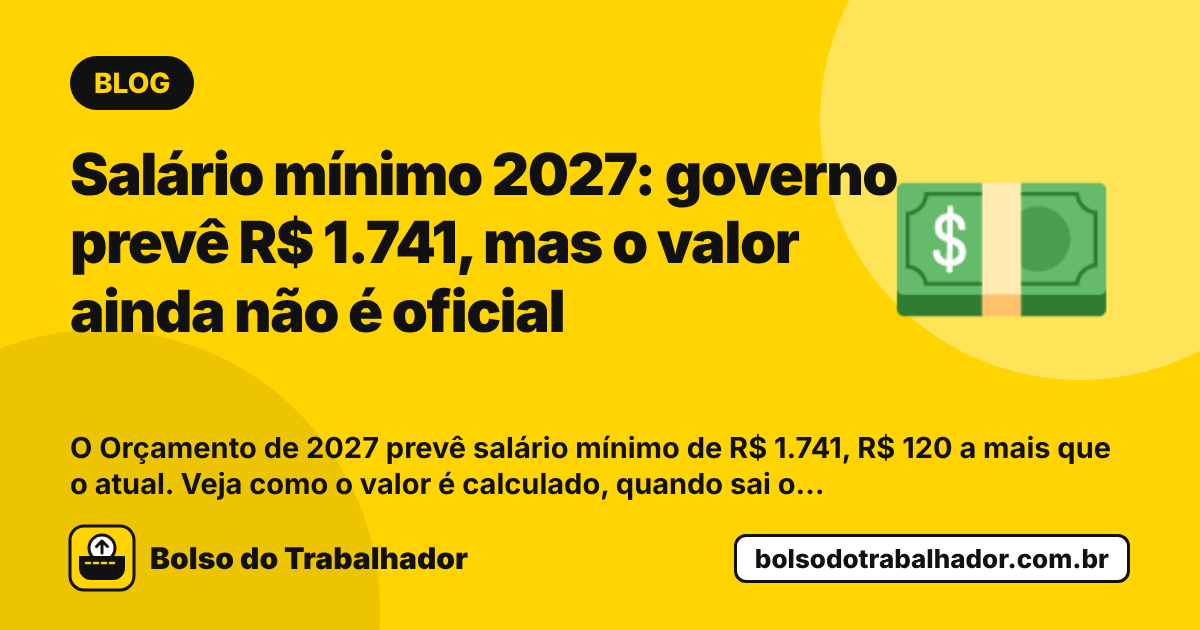 BLOG
Salário mínimo 2027: governo
prevê R$ 1.741, mas o valor
ainda não é oficial
$
O Orçamento de 2027 prevê salário mínimo de R$ 1.741, R$ 120 a mais que
o atual. Veja como o valor é calculado, quando sai o...
Bolso do Trabalhador
bolsodotrabalhador.com.br